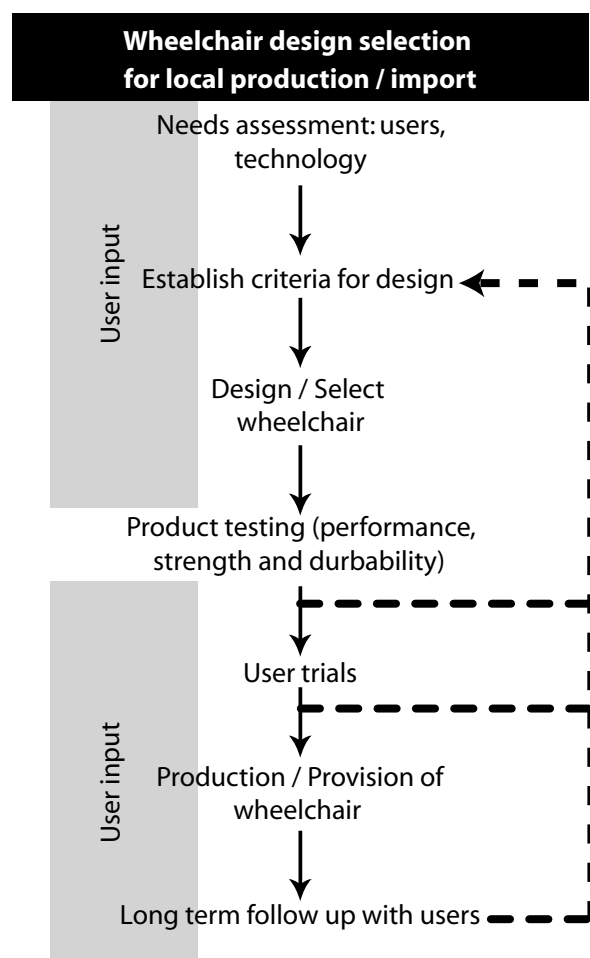 Wheelchair design selection
for local production / import
Needs assessment: users,
technology
User input
Establish criteria for design
Design / Select
wheelchair
Product testing (performance,
strength and durbability)
User trials
User input
Production / Provision of
wheelchair
Long term follow up with users